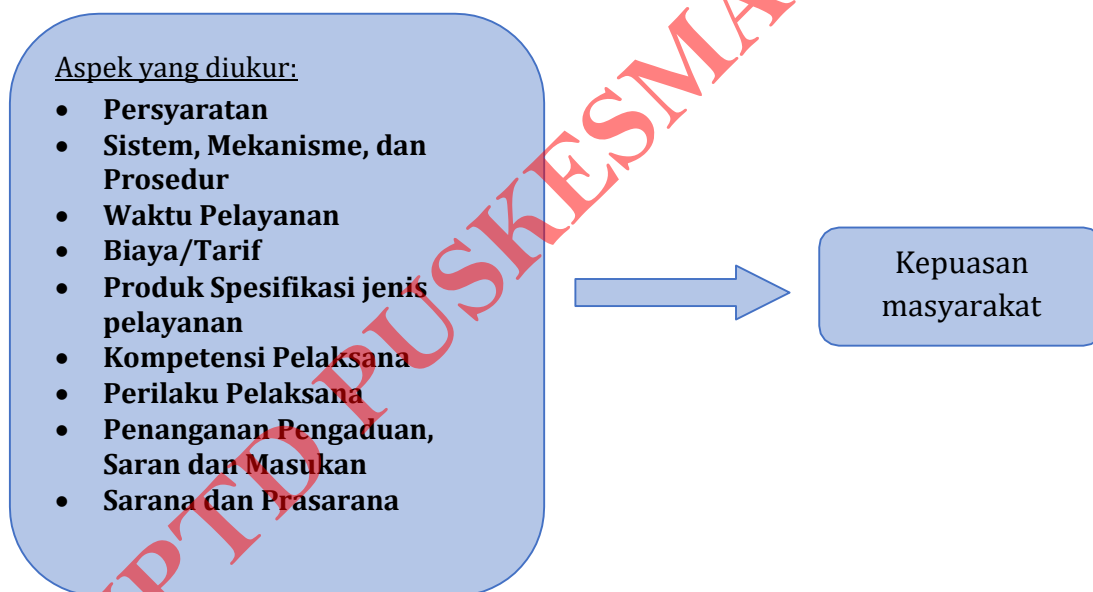 Aspek yang diukur:
• Persyaratan
• Sistem, Mekanisme, dan
Prosedur
• Waktu Pelayanan
• Biaya/Tarif
• Produk Spesifikasi jenis
pelayanan
• Kompetensi Pelaksana
• Perilaku Pelaksana
• Penanganan Pengaduan,
Saran dan Masukan
• Sarana dan Prasarana
Kepuasan
masyarakat
PTD PUSKESMA